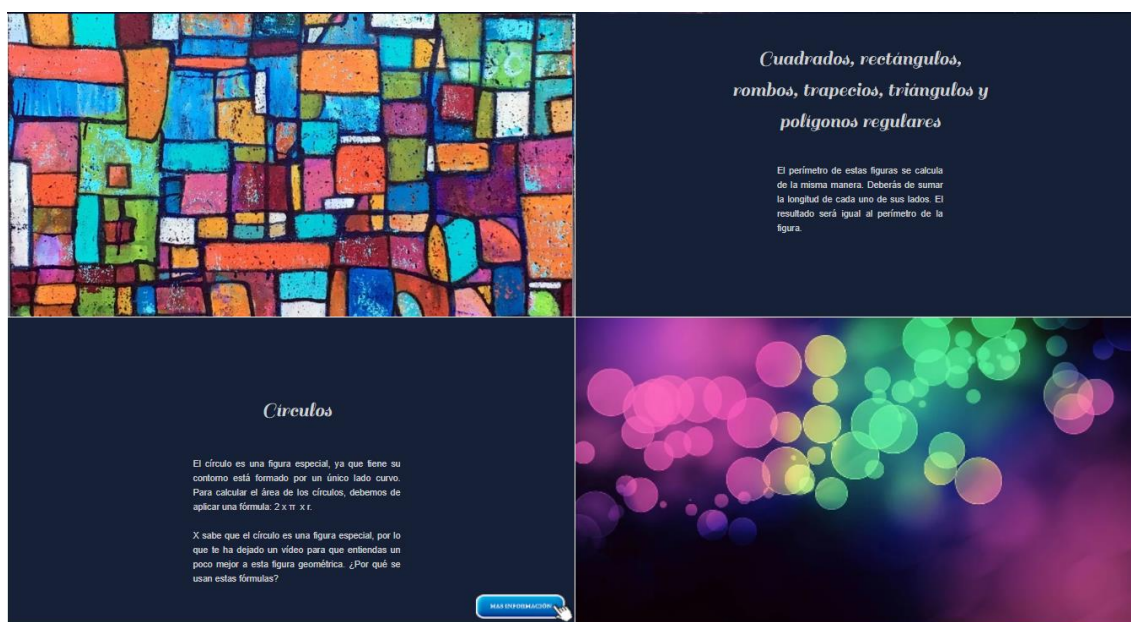 Cuadrados, rectángulos,
rombos, trapecios, triángulos y
polígonos regulares
El perímetro de estas figuras se calcula
de la misma manera. Deberás de sumar
la longitud de cada uno de sus lados. El
resultado será igual al perímetro de la
figura.
Círculos
El círculo es una figura especial, ya que tiene su
contorno está formado por un único lado curvo.
Para calcular el área de los círculos, debemos de
aplicar una fórmula: 2 x π x r.
X sabe que el círculo es una figura especial, por lo
que te ha dejado un vídeo para que entiendas un
poco mejor a esta figura geométrica. ¿Por qué se
usan estas fórmulas?
MAS INFORMACIÓN